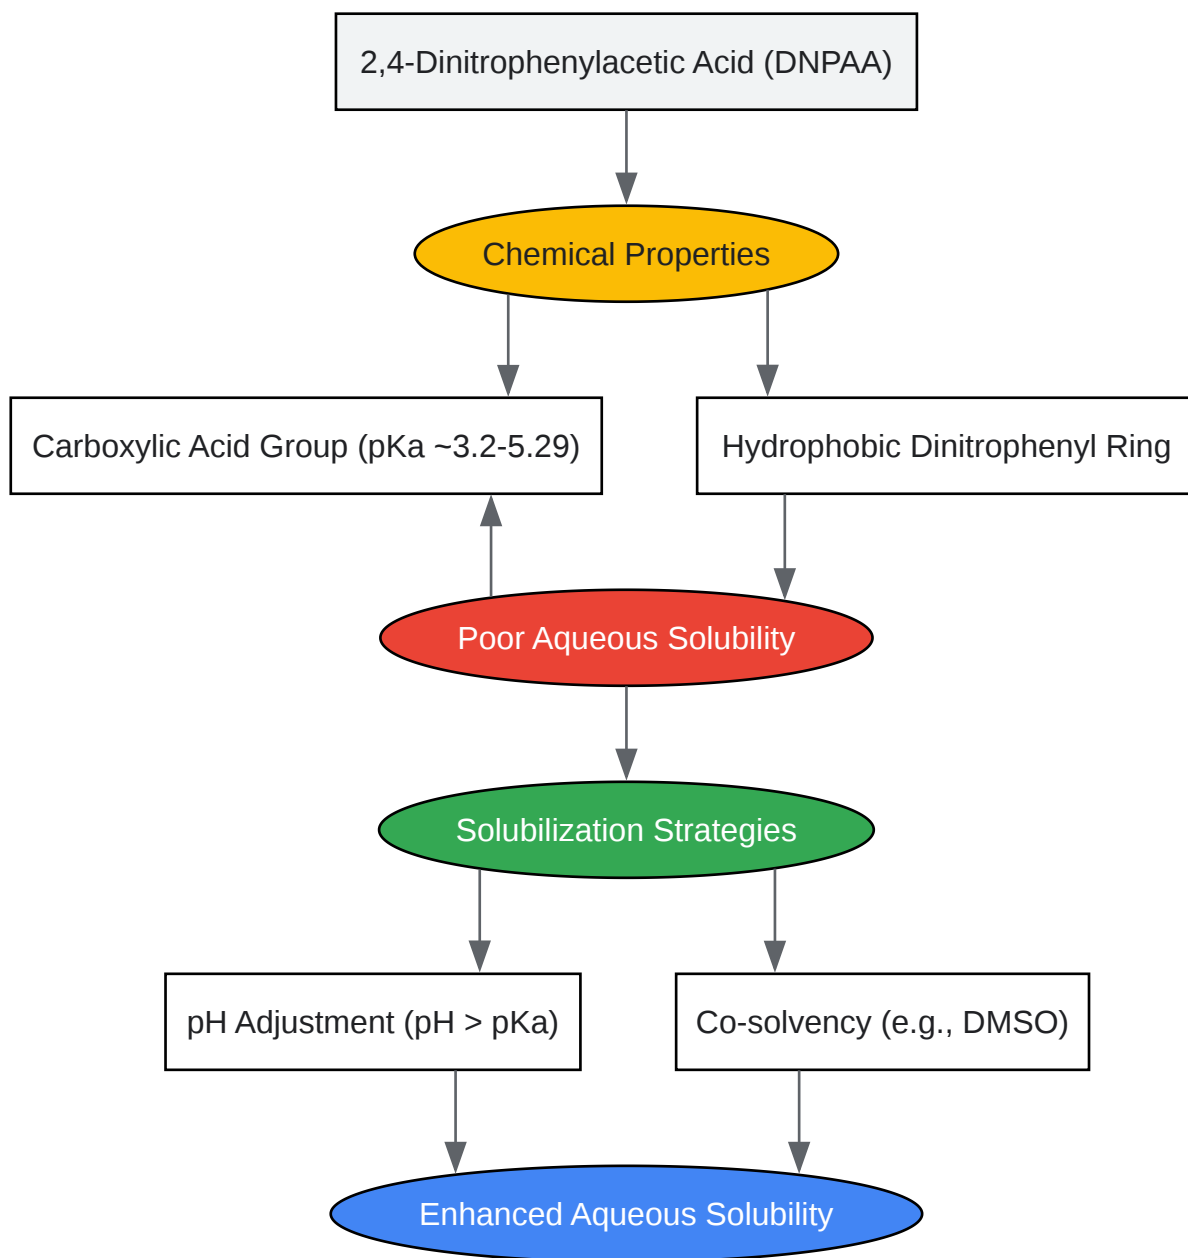 2,4-Dinitrophenylacetic Acid (DNPAA)
Chemical Properties
Carboxylic Acid Group (pKa ~3.2-5.29)
Hydrophobic Dinitrophenyl Ring
Poor Aqueous Solubility
Solubilization Strategies
pH Adjustment (pH > pKa)
Co-solvency (e.g., DMSO)
Enhanced Aqueous Solubility